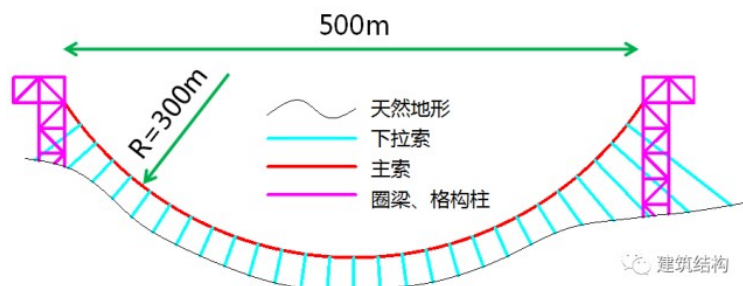 500m
R=300m
天然地形
下拉索
主索
圈梁、格构柱
建筑结构